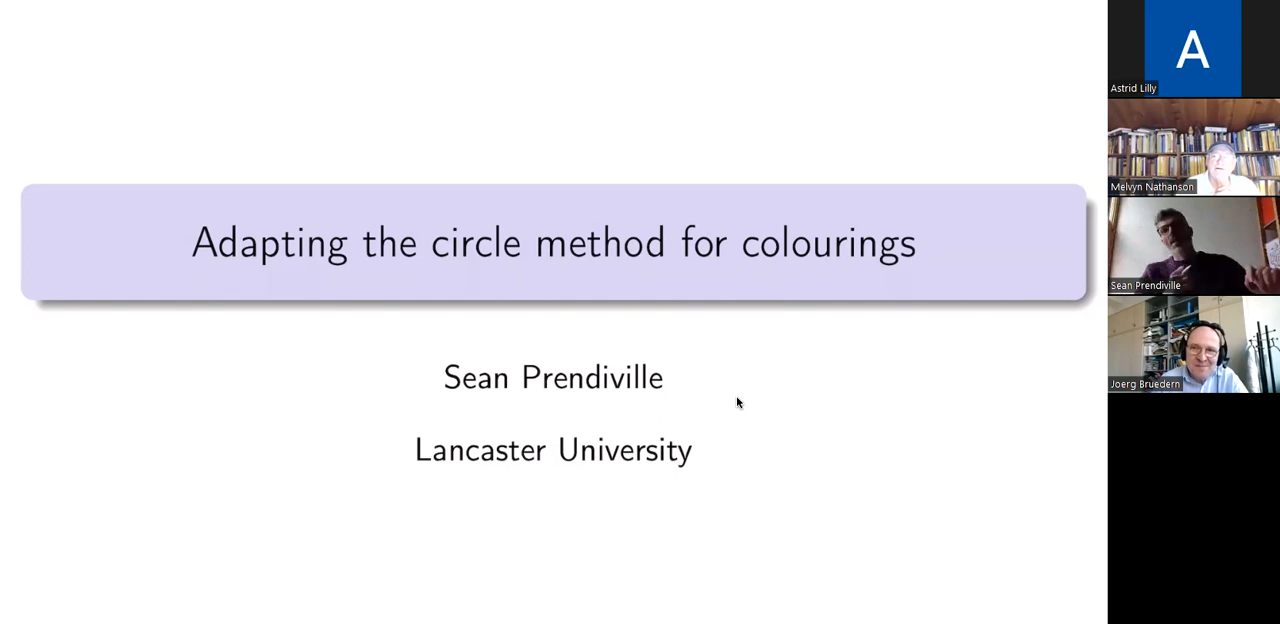 Adapting the circle method for colourings
Sean Prendiville
Lancaster University
A
Astrid Lilly
Melvyn Nathanson
Sean Prendiville
Joerg Bruedern